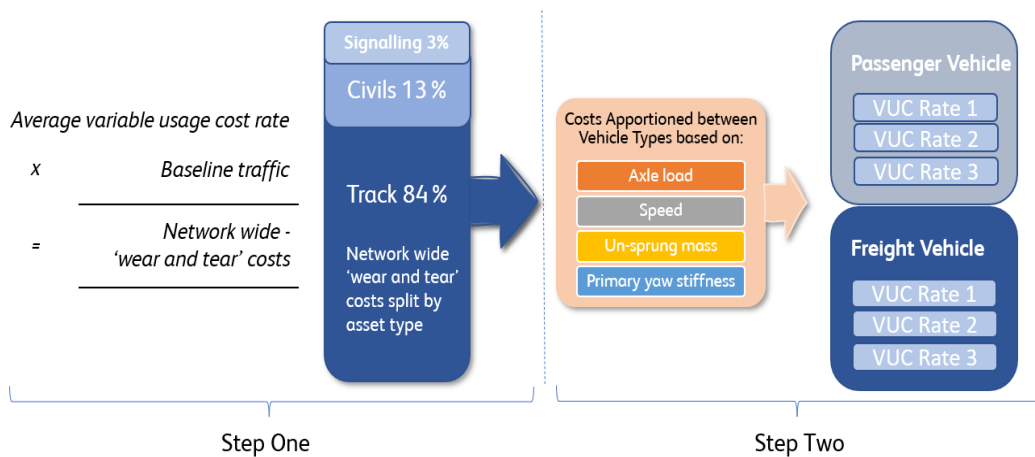 Average variable usage cost rate
x Baseline traffic
= Network wide -
‘wear and tear’ costs
Signalling 3%
Civils 13%
Track 84%
Network wide
‘wear and tear’
costs split by
asset type
Step One
Costs Apportioned between
Vehicle Types based on:
Axle load
Speed
Un-sprung mass
Primary yaw stiffness
Passenger Vehicle
VUC Rate 1
VUC Rate 2
VUC Rate 3
Freight Vehicle
VUC Rate 1
VUC Rate 2
VUC Rate 3
Step Two